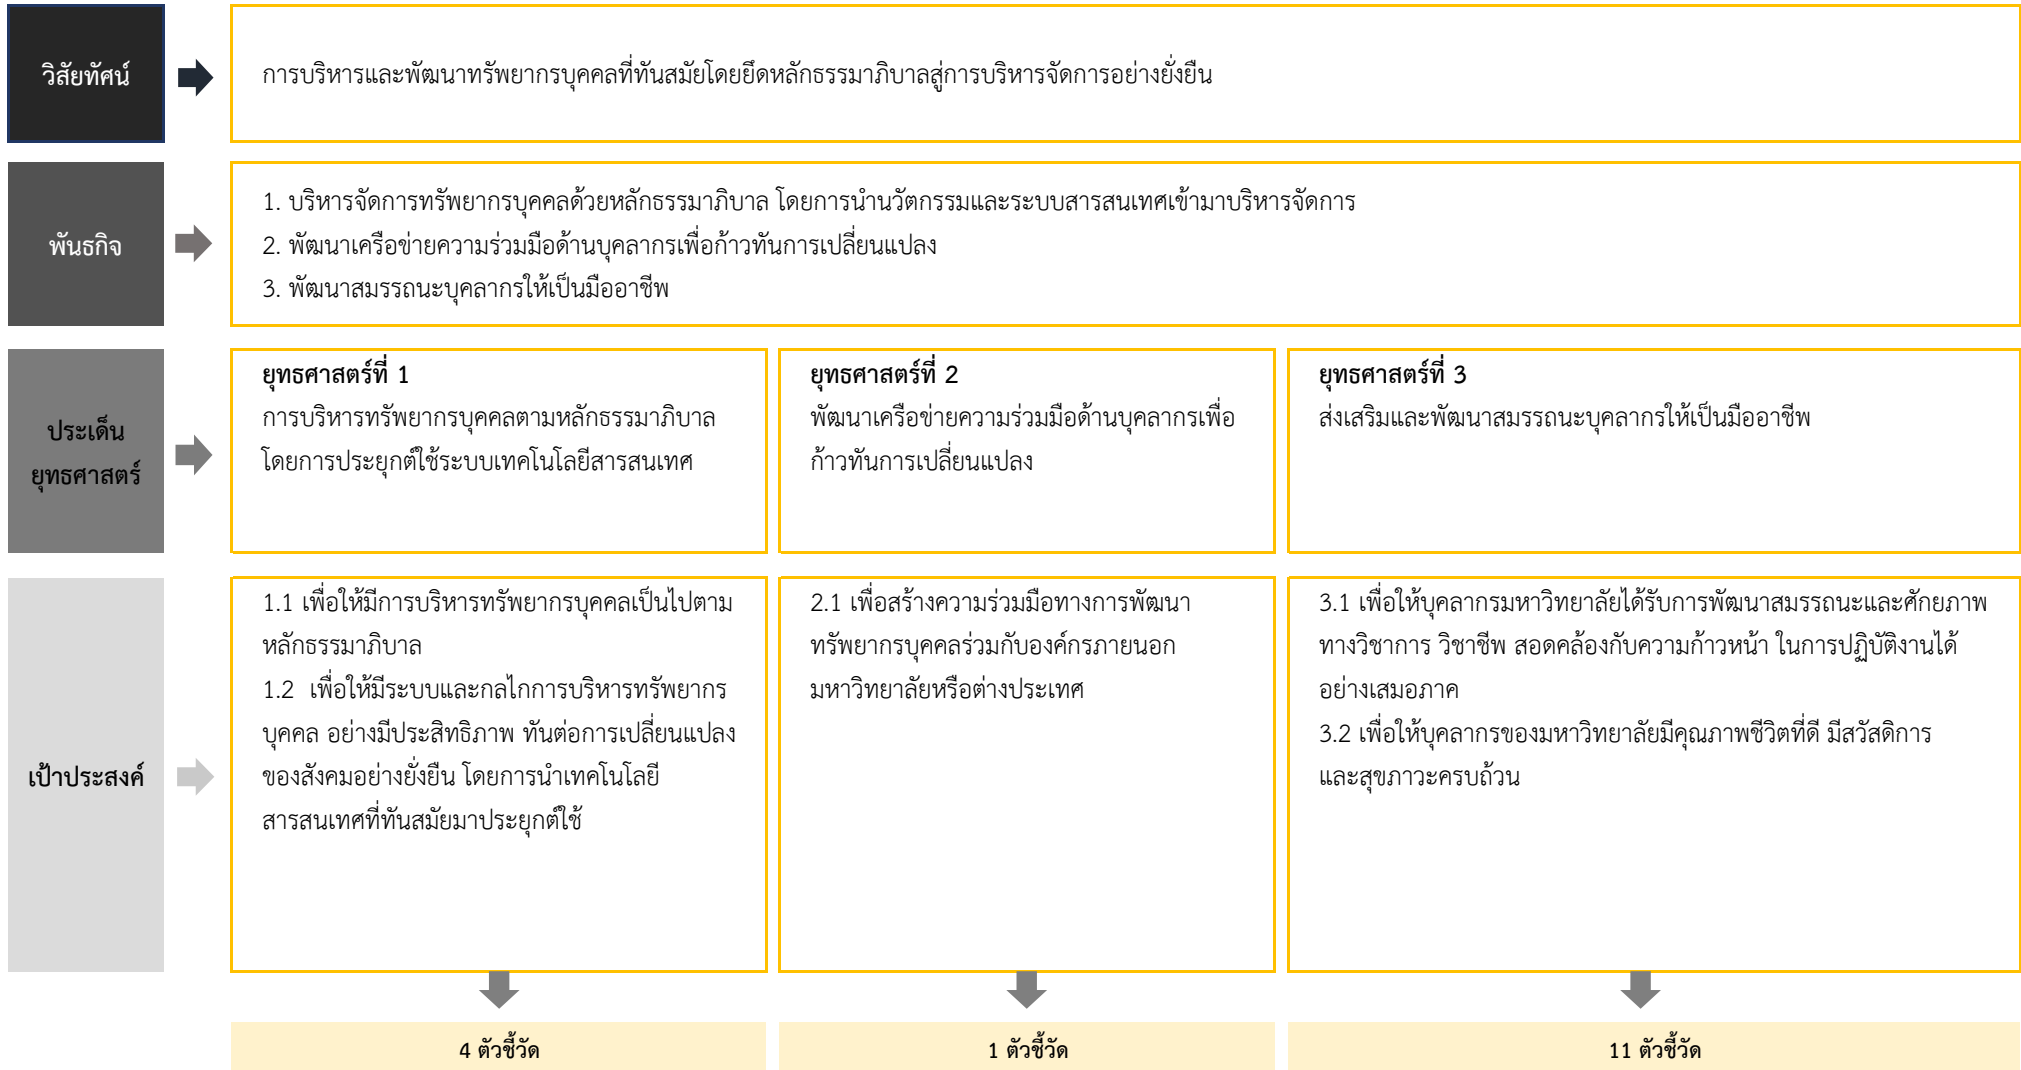 วิสัยทัศน์
การบริหารและพัฒนาทรัพยากรบุคคลที่ทันสมัยโดยยึดหลักธรรมาภิบาลสู่การบริหารจัดการอย่างยั่งยืน
พันธกิจ
1. บริหารจัดการทรัพยากรบุคคลด้วยหลักธรรมาภิบาล โดยการนำนวัตกรรมและระบบสารสนเทศเข้ามาบริหารจัดการ
2. พัฒนาเครือข่ายความร่วมมือด้านบุคลากรเพื่อก้าวทันการเปลี่ยนแปลง
3. พัฒนาสมรรถนะบุคลากรให้เป็นมืออาชีพ
ประเด็น
ยุทธศาสตร์
ยุทธศาสตร์ที่ 1
การบริหารทรัพยากรบุคคลตามหลักธรรมาภิบาล
โดยการประยุกต์ใช้ระบบเทคโนโลยีสารสนเทศ
ยุทธศาสตร์ที่ 2
พัฒนาเครือข่ายความร่วมมือด้านบุคลากรเพื่อ
ก้าวทันการเปลี่ยนแปลง
ยุทธศาสตร์ที่ 3
ส่งเสริมและพัฒนาสมรรถนะบุคลากรให้เป็นมืออาชีพ
เป้าประสงค์
1.1 เพื่อให้มีการบริหารทรัพยากรบุคคลเป็นไปตาม
หลักธรรมาภิบาล
1.2 เพื่อให้มีระบบและกลไกการบริหารทรัพยากร
บุคคล อย่างมีประสิทธิภาพ ทันต่อการเปลี่ยนแปลง
ของสังคมอย่างยั่งยืน โดยการนำเทคโนโลยี
สารสนเทศที่ทันสมัยมาประยุกต์ใช้
2.1 เพื่อสร้างความร่วมมือทางการพัฒนา
ทรัพยากรบุคคลร่วมกับองค์กรภายนอก
มหาวิทยาลัยหรือต่างประเทศ
3.1 เพื่อให้บุคลากรมหาวิทยาลัยได้รับการพัฒนาสมรรถนะและศักยภาพ
ทางวิชาการ วิชาชีพ สอดคล้องกับความก้าวหน้า ในการปฏิบัติงานได้
อย่างเสมอภาค
3.2 เพื่อให้บุคลากรของมหาวิทยาลัยมีคุณภาพชีวิตที่ดี มีสวัสดิการ
และสุขภาวะครบถ้วน
4 ตัวชี้วัด
1 ตัวชี้วัด
11 ตัวชี้วัด